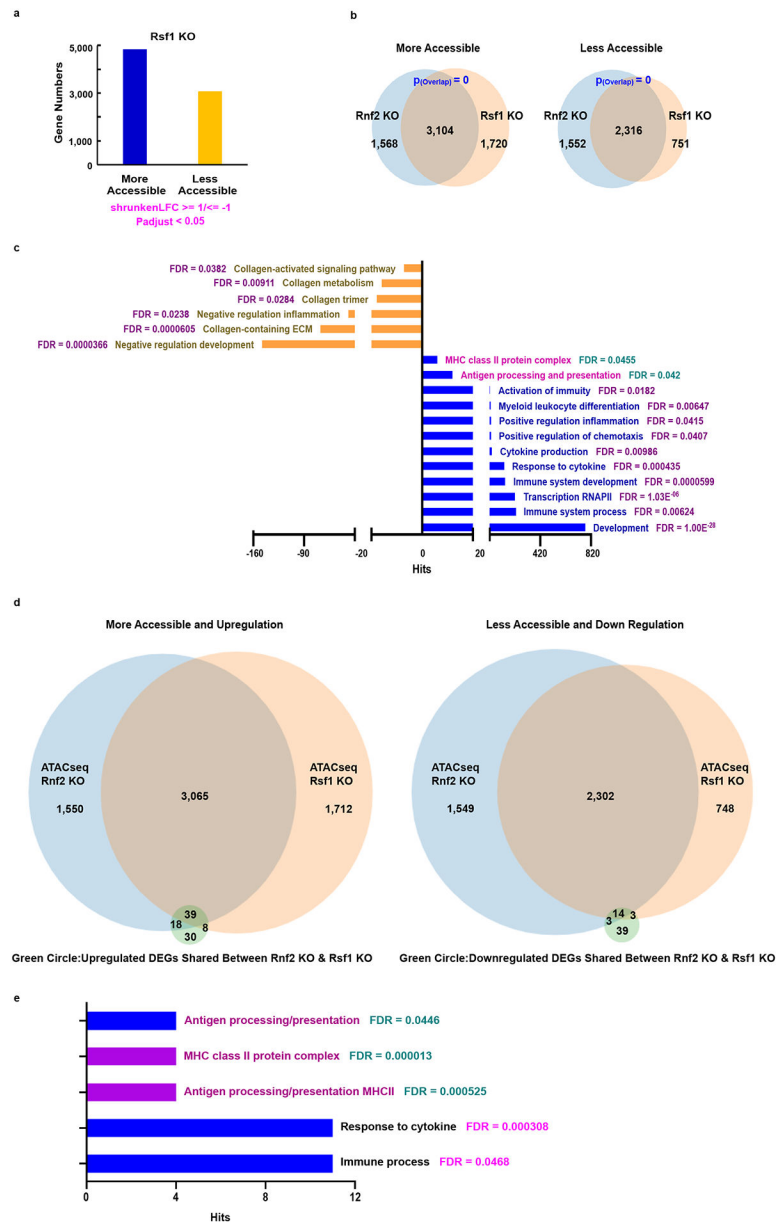 a
Rsf1 KO
Gene Numbers
5,000
3,000
1,000
0
More
Accessible
Less
Accessible
shrunkenLFC >= 1/<= -1
Padjust < 0.05
b
More Accessible
p(Overlap) = 0
Rnf2 KO
Rsf1 KO
3,104
1,568
1,720
Less Accessible
p(Overlap) = 0
Rnf2 KO
Rsf1 KO
2,316
1,552
751
c
FDR = 0.0382 Collagen-activated signaling pathway
FDR = 0.00911 Collagen metabolism
FDR = 0.0284 Collagen trimer
FDR = 0.0238 Negative regulation inflammation
FDR = 0.0000605 Collagen-containing ECM
FDR = 0.0000366 Negative regulation development
MHC class II protein complex FDR = 0.0455
Antigen processing and presentation FDR = 0.042
Activation of immuity FDR = 0.0182
Myeloid leukocyte differentiation FDR = 0.00647
Positive regulation inflammation FDR = 0.0415
Positive regulation of chemotaxis FDR = 0.0407
Cytokine production FDR = 0.00986
Response to cytokine FDR = 0.000435
Immune system development FDR = 0.0000599
Transcription RNAPII FDR = 1.03E-06
Immune system process FDR = 0.00624
Development FDR = 1.00E-28
-160 -90 -20 0 20 420 820
Hits
d
More Accessible and Upregulation
ATACseq
Rnf2 KO
1,550
3,065
ATACseq
Rsf1 KO
1,712
39
18
8
30
Green Circle:Upregulated DEGs Shared Between Rnf2 KO & Rsf1 KO
Less Accessible and Down Regulation
ATACseq
Rnf2 KO
1,549
2,302
ATACseq
Rsf1 KO
748
14
3
3
39
Green Circle:Downregulated DEGs Shared Between Rnf2 KO & Rsf1 KO
e
Antigen processing/presentation FDR = 0.0446
MHC class II protein complex FDR = 0.000013
Antigen processing/presentation MHCII FDR = 0.000525
Response to cytokine FDR = 0.000308
Immune process FDR = 0.0468
0 4 8 12
Hits